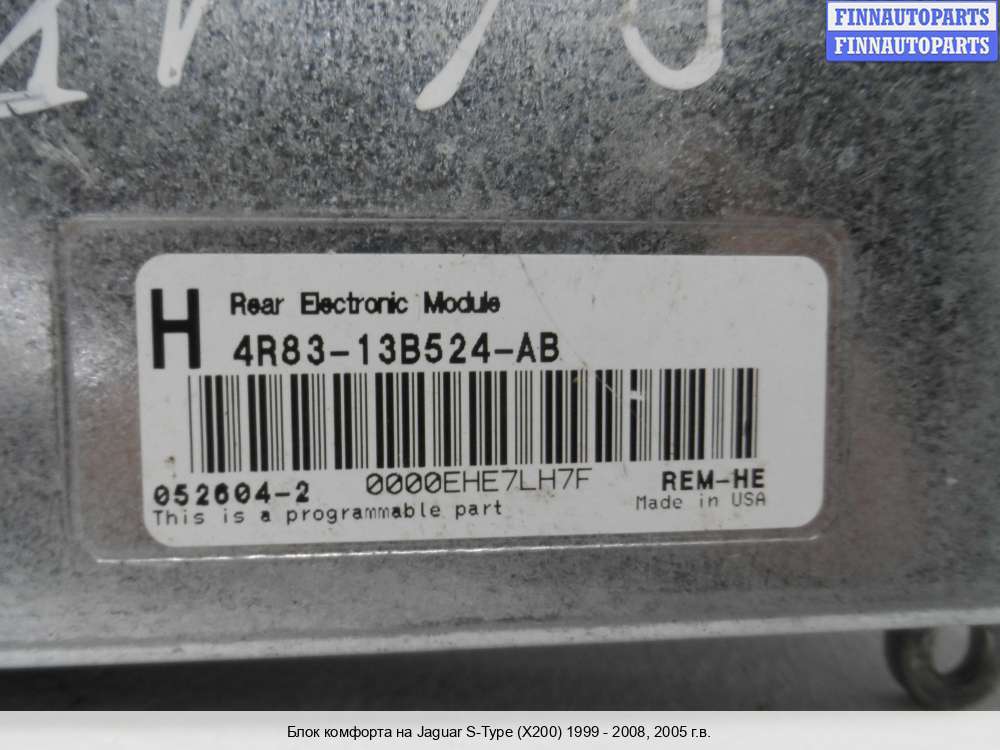 FINNAUTOPARTS
FINNAUTOPARTS
H
Rear Electronic Module
4R83-13B524-AB
052604-2
0000EHE7LH7F
REM-HE
This is a programmable part
Made in USA
Блок комфорта на Jaguar S-Type (X200) 1999 - 2008, 2005 г.в.